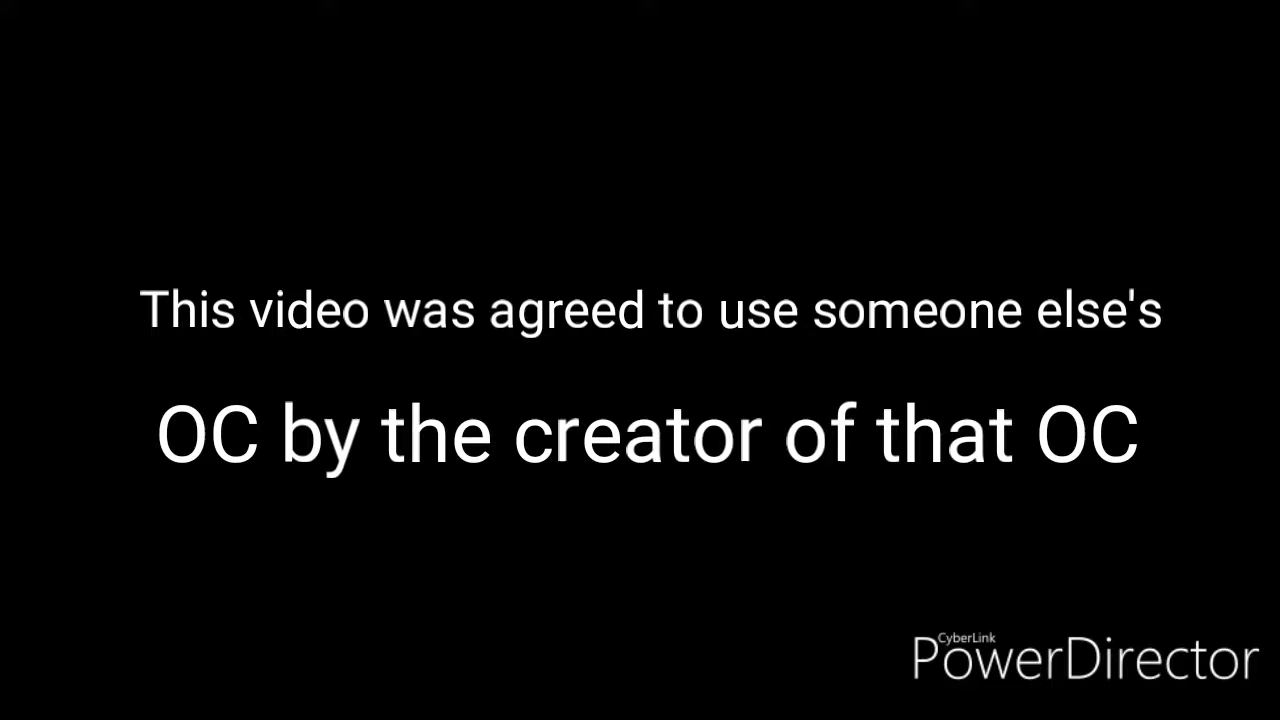 This video was agreed to use someone else's
OC by the creator of that OC
CyberLink
PowerDirector